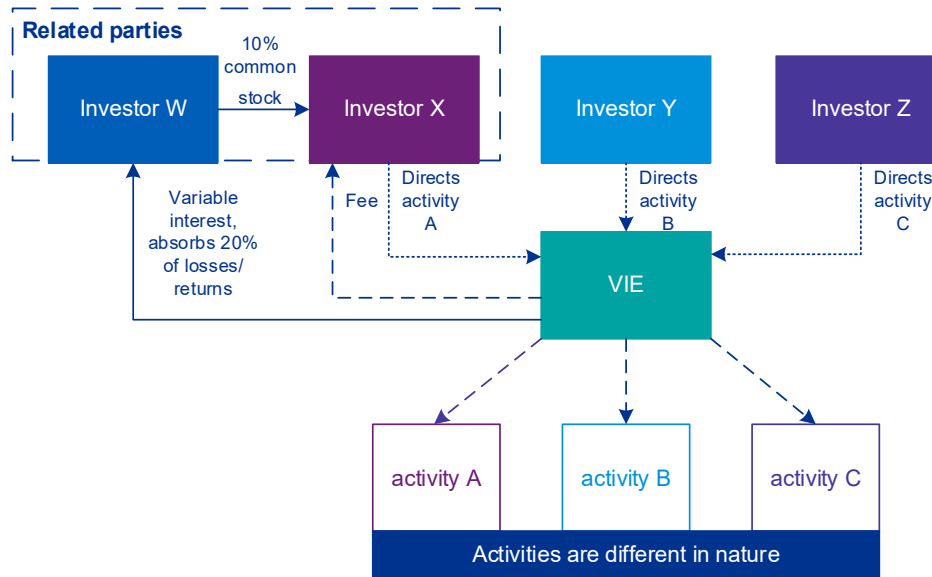 Related parties
10%
common
stock
Investor W
Investor X
Investor Y
Investor Z
Variable
interest,
absorbs 20%
of losses/
returns
Fee
Directs
activity
A
Directs
activity
B
Directs
activity
C
VIE
activity A
activity B
activity C
Activities are different in nature